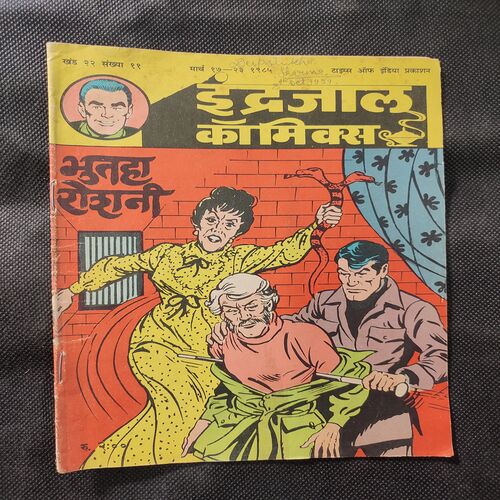 खंड २२ संख्या ११
मार्च १७—२३ १९८५
टाइम्स ऑफ इंडिया प्रकाशन
इंद्रजाल
कॉमिक्स
भुतहा
रोशनी